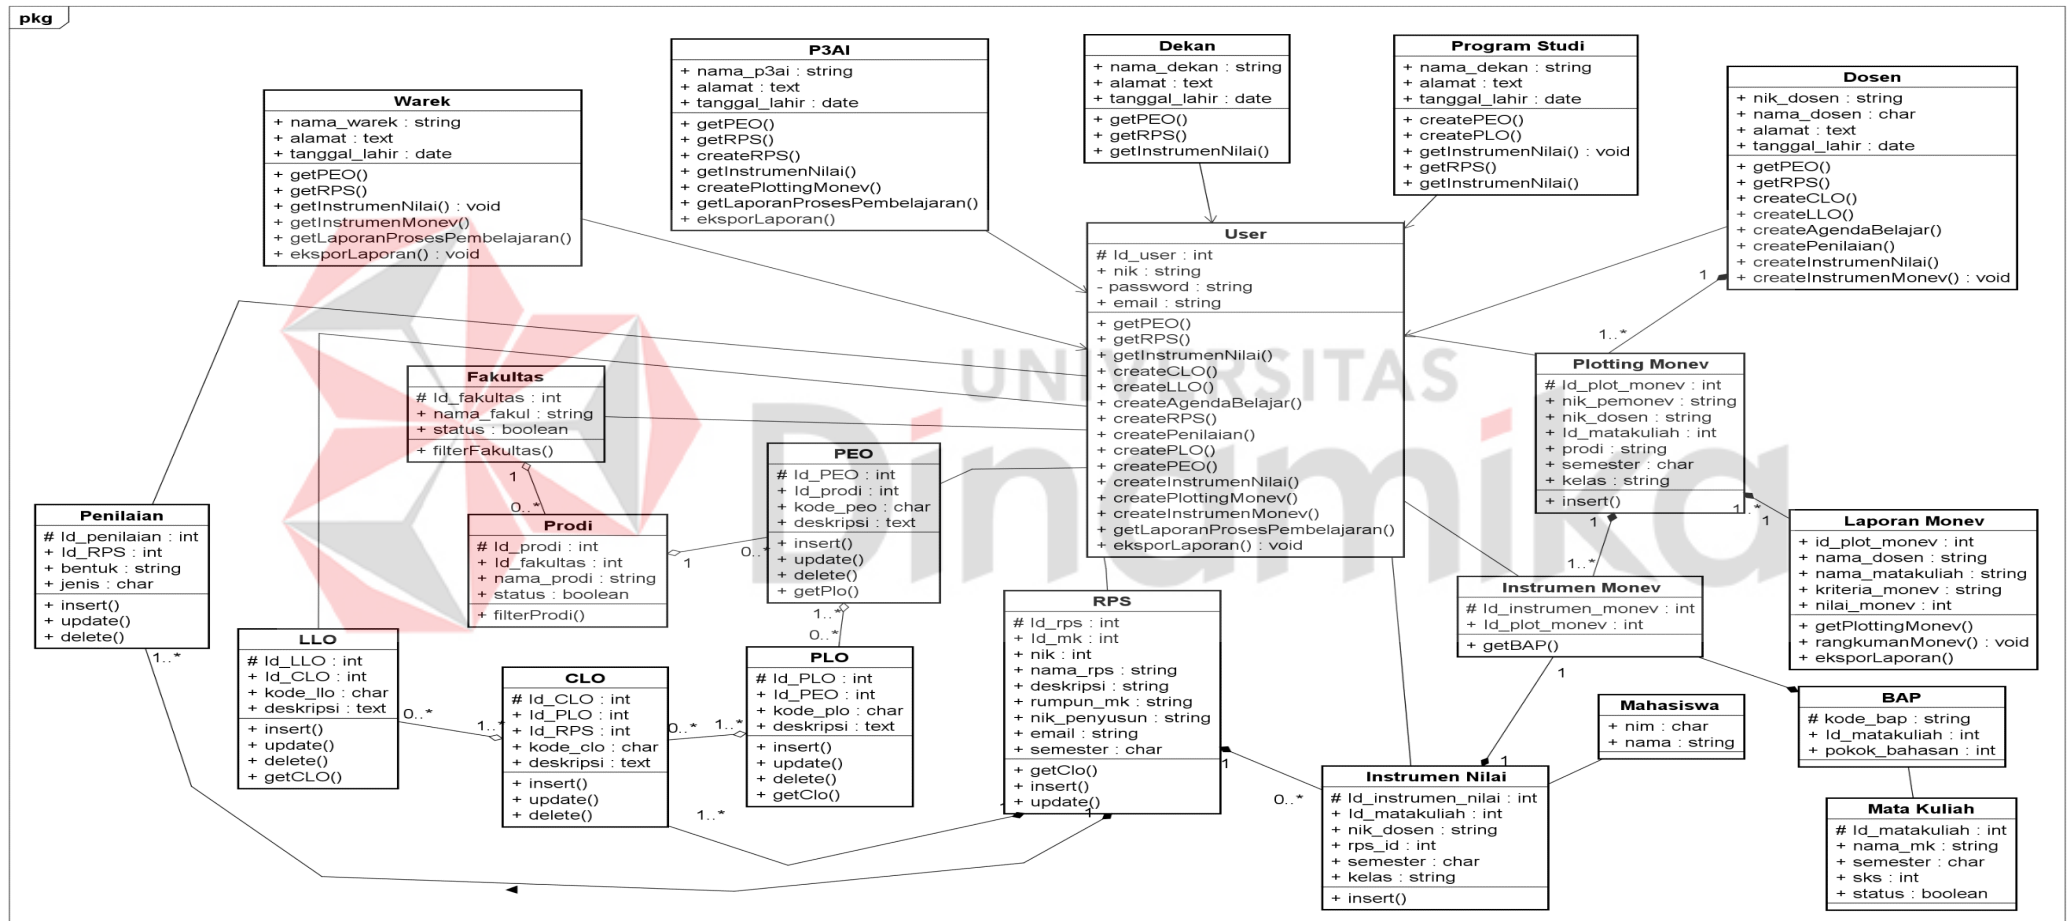 pkg
Warek
+ nama_warek : string
+ alamat : text
+ tanggal_lahir : date
+ getPEO()
+ getRPS()
+ getInstrumenNilai() : void
+ getInstrumenMonev()
+ getLaporanProsesPembelajaran()
+ eksporLaporan() : void
P3AI
+ nama_p3ai : string
+ alamat : text
+ tanggal_lahir : date
+ getPEO()
+ getRPS()
+ createRPS()
+ getInstrumenNilai()
+ createPlottingMonev()
+ getLaporanProsesPembelajaran()
+ eksporLaporan()
Dekan
+ nama_dekan : string
+ alamat : text
+ tanggal_lahir : date
+ getPEO()
+ getRPS()
+ getInstrumenNilai()
Program Studi
+ nama_dekan : string
+ alamat : text
+ tanggal_lahir : date
+ createPEO()
+ createPLO()
+ getInstrumenNilai() : void
+ getRPS()
+ getInstrumenNilai()
Dosen
+ nik_dosen : string
+ nama_dosen : char
+ alamat : text
+ tanggal_lahir : date
+ getPEO()
+ getRPS()
+ createCLO()
+ createLLO()
+ createAgendaBelajar()
+ createPenilaian()
+ createInstrumenNilai()
+ createInstrumenMonev() : void
1
1..*
User
# Id_user : int
+ nik : string
- password : string
+ email : string
+ getPEO()
+ getRPS()
+ getInstrumenNilai()
+ createCLO()
+ createLLO()
+ createAgendaBelajar()
+ createRPS()
+ createPenilaian()
+ createPLO()
+ createPEO()
+ createInstrumenNilai()
+ createPlottingMonev()
+ createInstrumenMonev()
+ getLaporanProsesPembelajaran()
+ eksporLaporan() : void
UNIVERSITAS
Dinamika
Plotting Monev
# Id_plot_monev : int
+ nik_pemonev : string
+ nik_dosen : string
+ Id_matakuliah : int
+ prodi : string
+ semester : char
+ kelas : string
+ insert()
1
1..*
1..*
1
Fakultas
# Id_fakultas : int
+ nama_fakul : string
+ status : boolean
+ filterFakultas()
1
0..*
PEO
# Id_PEO : int
+ Id_prodi : int
+ kode_peo : char
+ deskripsi : text
+ insert()
+ update()
+ delete()
+ getPlo()
1..*
0..*
Prodi
# Id_prodi : int
+ Id_fakultas : int
+ nama_prodi : string
+ status : boolean
+ filterProdi()
1
0..*
Penilaian
# Id_penilaian : int
+ Id_RPS : int
+ bentuk : string
+ jenis : char
+ insert()
+ update()
+ delete()
1..*
Laporan Monev
+ id_plot_monev : int
+ nama_dosen : string
+ nama_matakuliah : string
+ kriteria_monev : string
+ nilai_monev : int
+ getPlottingMonev()
+ rangkumanMonev() : void
+ eksporLaporan()
Instrumen Monev
# Id_instrumen_monev : int
+ Id_plot_monev : int
+ getBAP()
1
1
RPS
# Id_rps : int
+ Id_mk : int
+ nik : int
+ nama_rps : string
+ deskripsi : string
+ rumpun_mk : string
+ nik_penyusun : string
+ email : string
+ semester : char
+ getClo()
+ insert()
+ update()
1
0..*
1
LLO
# Id_LLO : int
+ Id_CLO : int
+ kode_llo : char
+ deskripsi : text
+ insert()
+ update()
+ delete()
+ getCLO()
0..*
1..*
CLO
# Id_CLO : int
+ Id_PLO : int
+ Id_RPS : int
+ kode_clo : char
+ deskripsi : text
+ insert()
+ update()
+ delete()
0..*
1..*
1..*
PLO
# Id_PLO : int
+ Id_PEO : int
+ kode_plo : char
+ deskripsi : text
+ insert()
+ update()
+ delete()
+ getClo()
Mahasiswa
+ nim : char
+ nama : string
BAP
# kode_bap : string
+ Id_matakuliah : int
+ pokok_bahasan : int
Instrumen Nilai
# Id_instrumen_nilai : int
+ Id_matakuliah : int
+ nik_dosen : string
+ rps_id : int
+ semester : char
+ kelas : string
+ insert()
Mata Kuliah
# Id_matakuliah : int
+ nama_mk : string
+ semester : char
+ sks : int
+ status : boolean